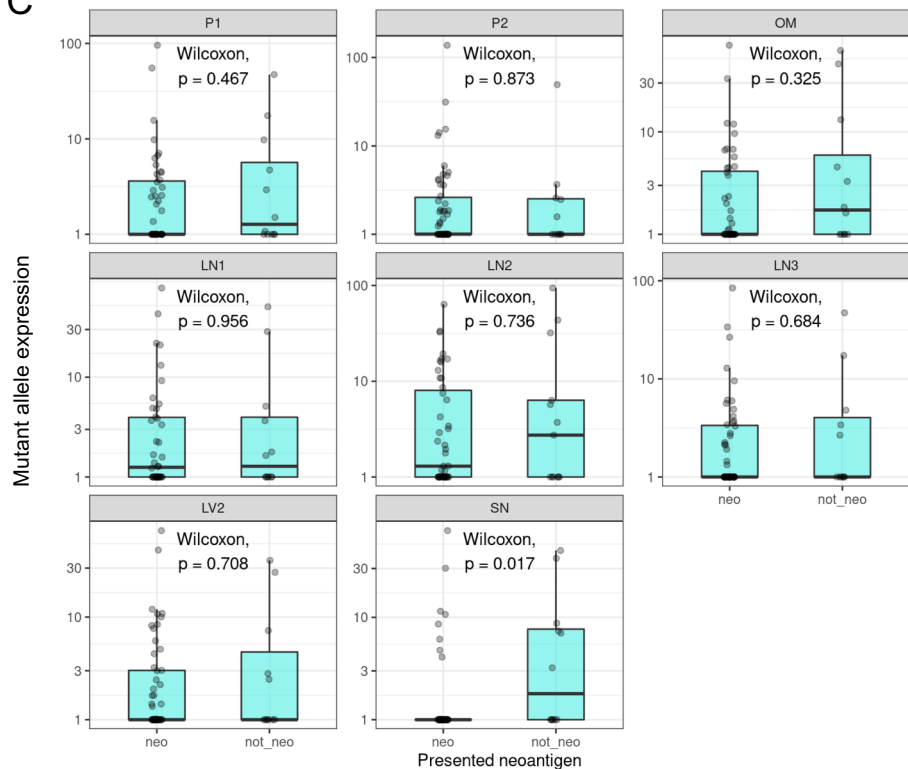 C
P1
P2
OM
Wilcoxon,
p = 0.467
Wilcoxon,
p = 0.873
Wilcoxon,
p = 0.325
100
10
1
100
10
1
30
10
3
1
LN1
LN2
LN3
Wilcoxon,
p = 0.956
Wilcoxon,
p = 0.736
Wilcoxon,
p = 0.684
30
10
3
1
100
10
1
100
10
1
neo
not_neo
LV2
SN
Wilcoxon,
p = 0.708
Wilcoxon,
p = 0.017
30
10
3
1
30
10
3
1
neo
not_neo
neo
not_neo
Mutant allele expression
Presented neoantigen